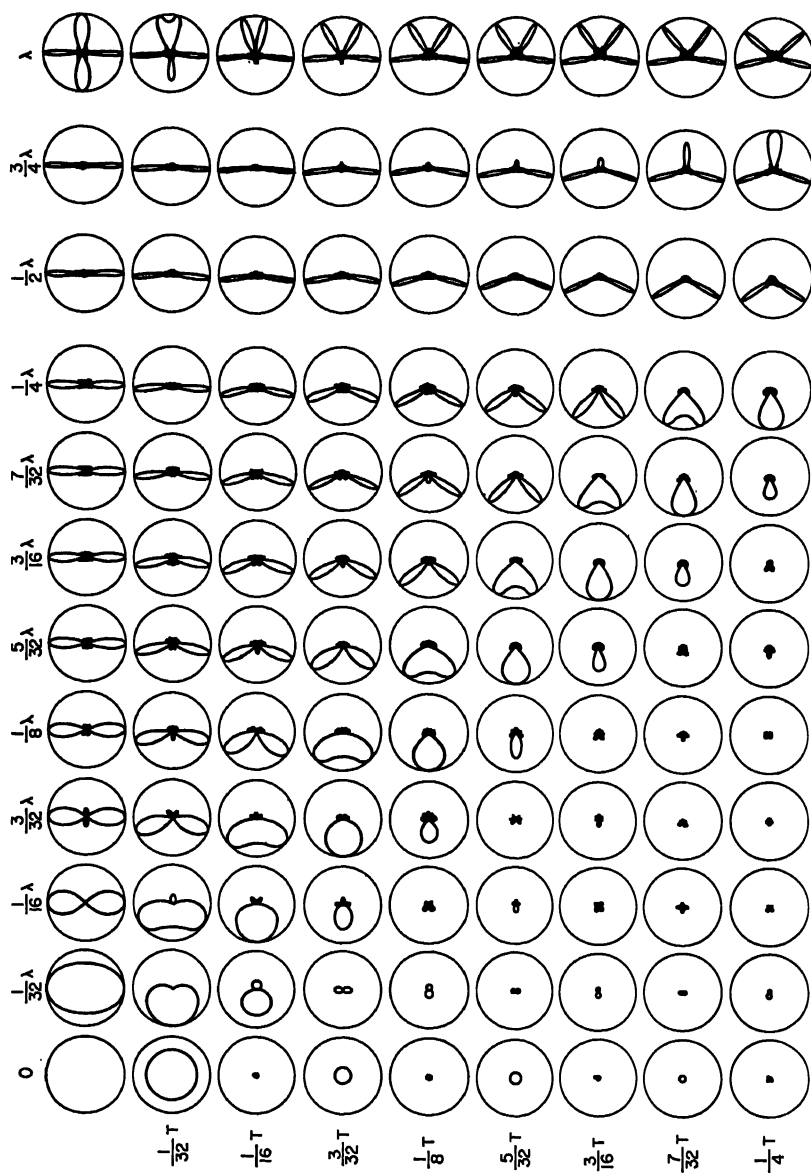 0 1/32 λ 1/16 λ 3/32 λ 1/8 λ 5/32 λ 3/16 λ 7/32 λ 1/4 λ 1/2 λ 3/4 λ λ
1/32 T
1/16 T
3/32 T
1/8 T
5/32 T
3/16 T
7/32 T
1/4 T